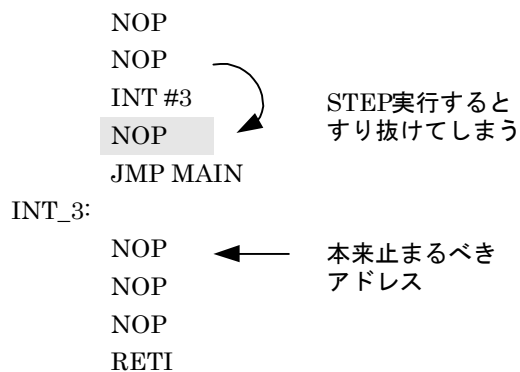 NOP
NOP
INT #3
NOP
JMP MAIN
STEP実行すると
すり抜けてしまう
INT_3:
NOP
NOP
NOP
RETI
本来止まるべき
アドレス